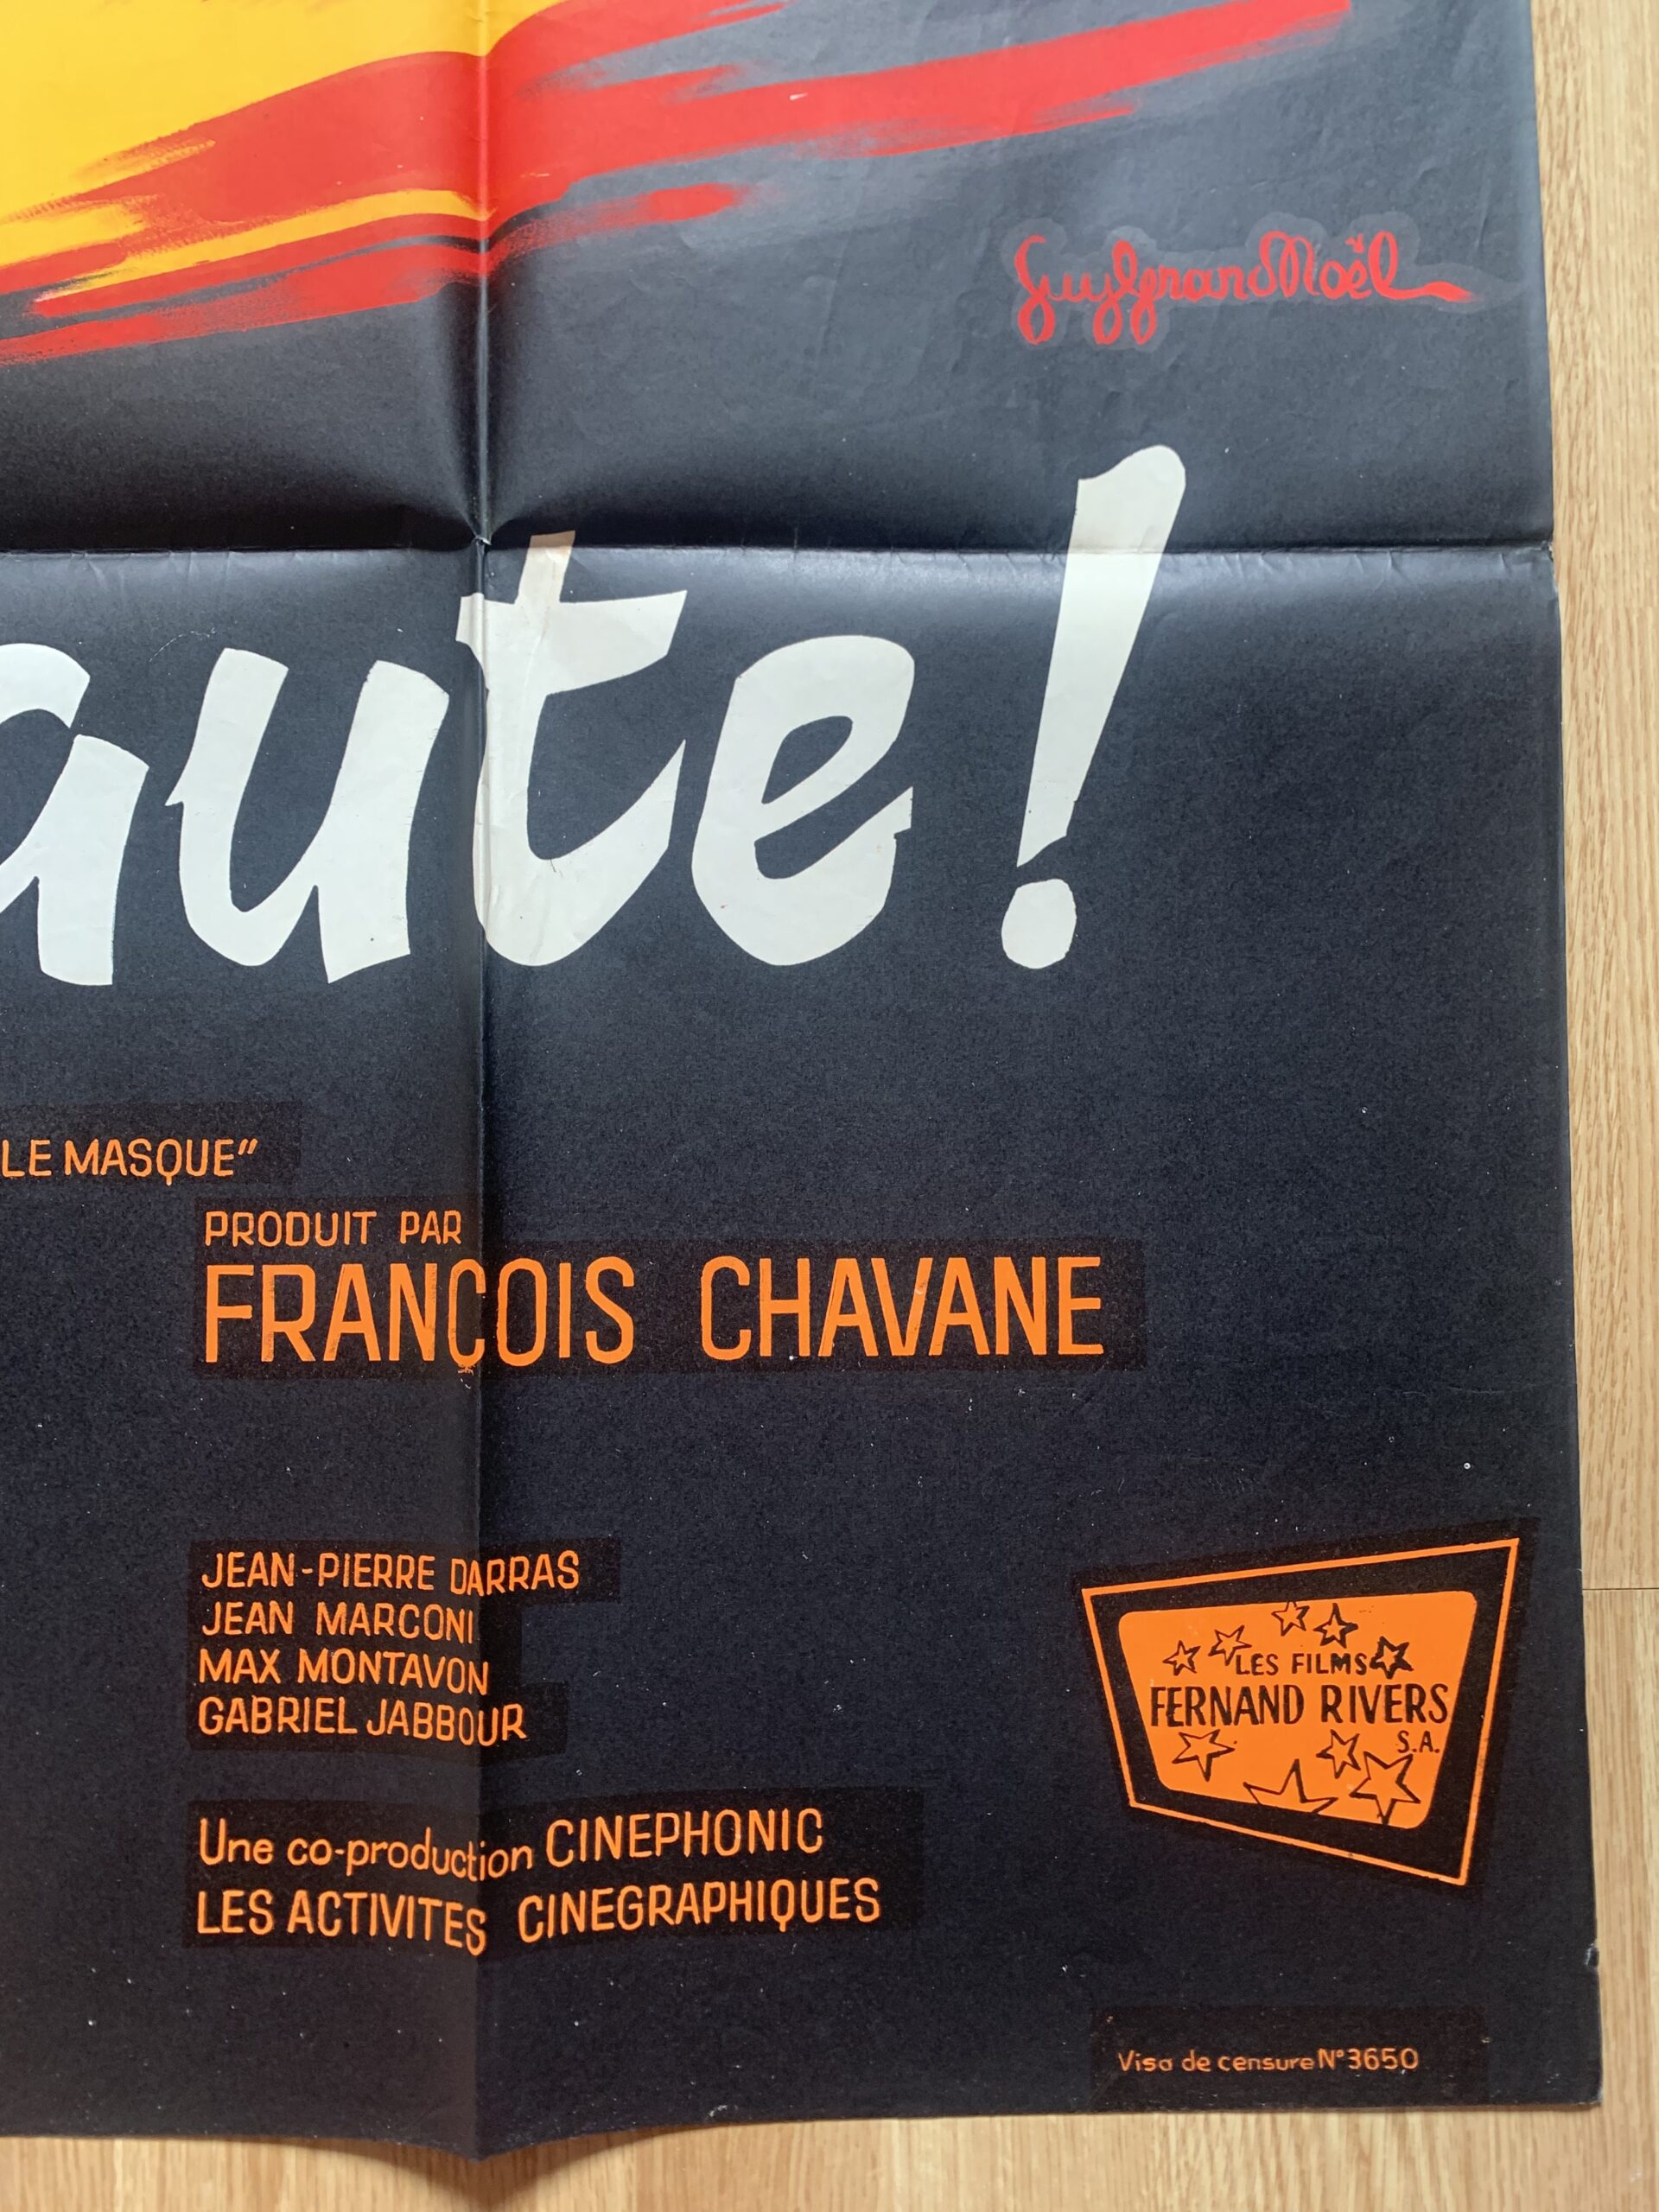 Guy Gerard Noël
aute!
LE MASQUE"
PRODUIT PAR
FRANÇOIS CHAVANE
JEAN-PIERRE DARRAS
JEAN MARCONI
MAX MONTAVON
GABRIEL JABBOUR
Une co-production CINEPHONIC
LES ACTIVITES CINEGRAPHIQUES
LES FILMS
FERNAND RIVERS
S.A.
Visa de censure N°3650